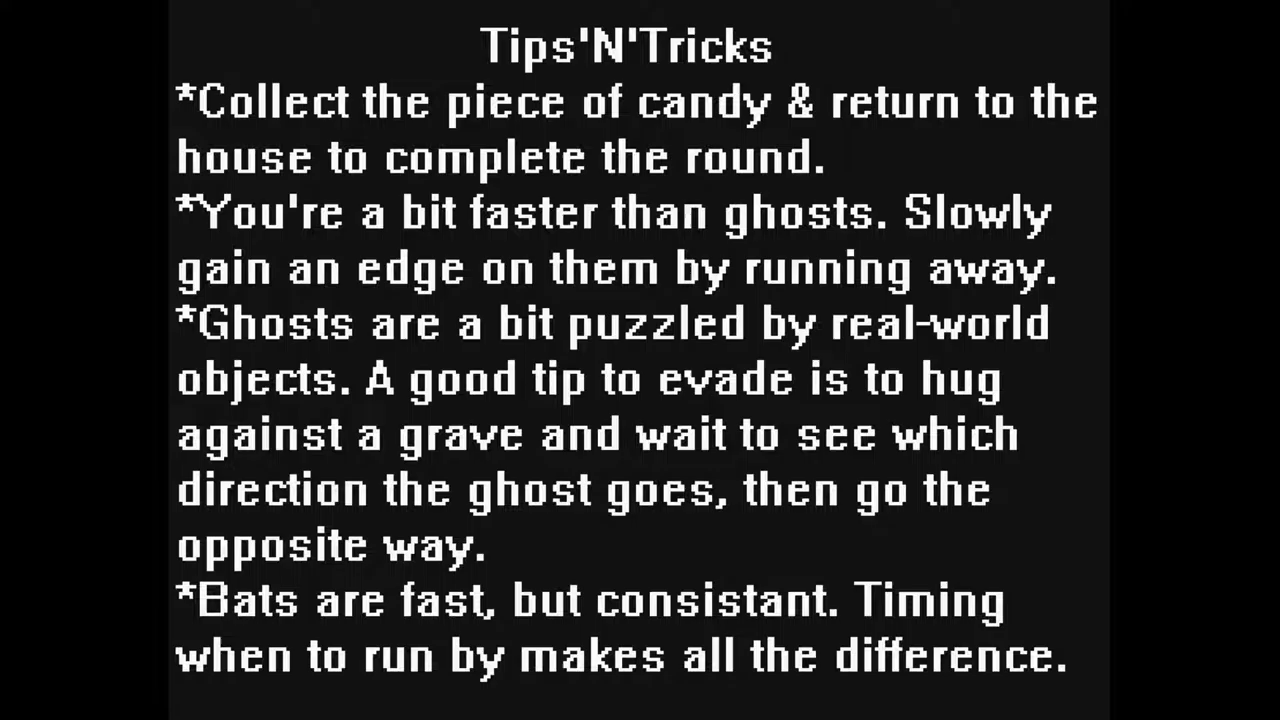 Tips'N'Tricks
*Collect the piece of candy & return to the
house to complete the round.
*You're a bit faster than ghosts. Slowly
gain an edge on them by running away.
*Ghosts are a bit puzzled by real-world
objects. A good tip to evade is to hug
against a grave and wait to see which
direction the ghost goes, then go the
opposite way.
*Bats are fast, but consistant. Timing
when to run by makes all the difference.